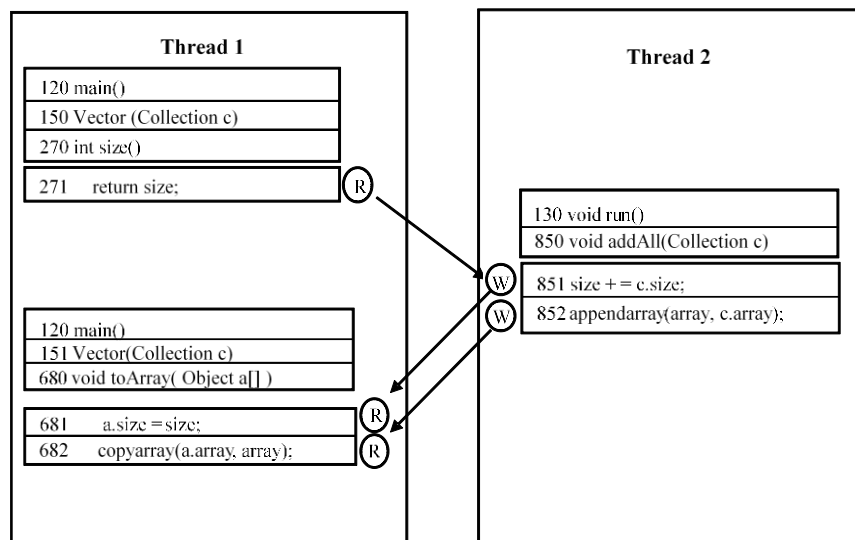 Thread 1
120 main()
150 Vector (Collection c)
270 int size()
271 return size;
R
120 main()
151 Vector(Collection c)
680 void toArray( Object a[] )
681 a.size = size;
R
682 copyarray(a.array, array);
R
Thread 2
130 void run()
850 void addAll(Collection c)
W
851 size + = c.size;
W
852 appendarray(array, c.array);